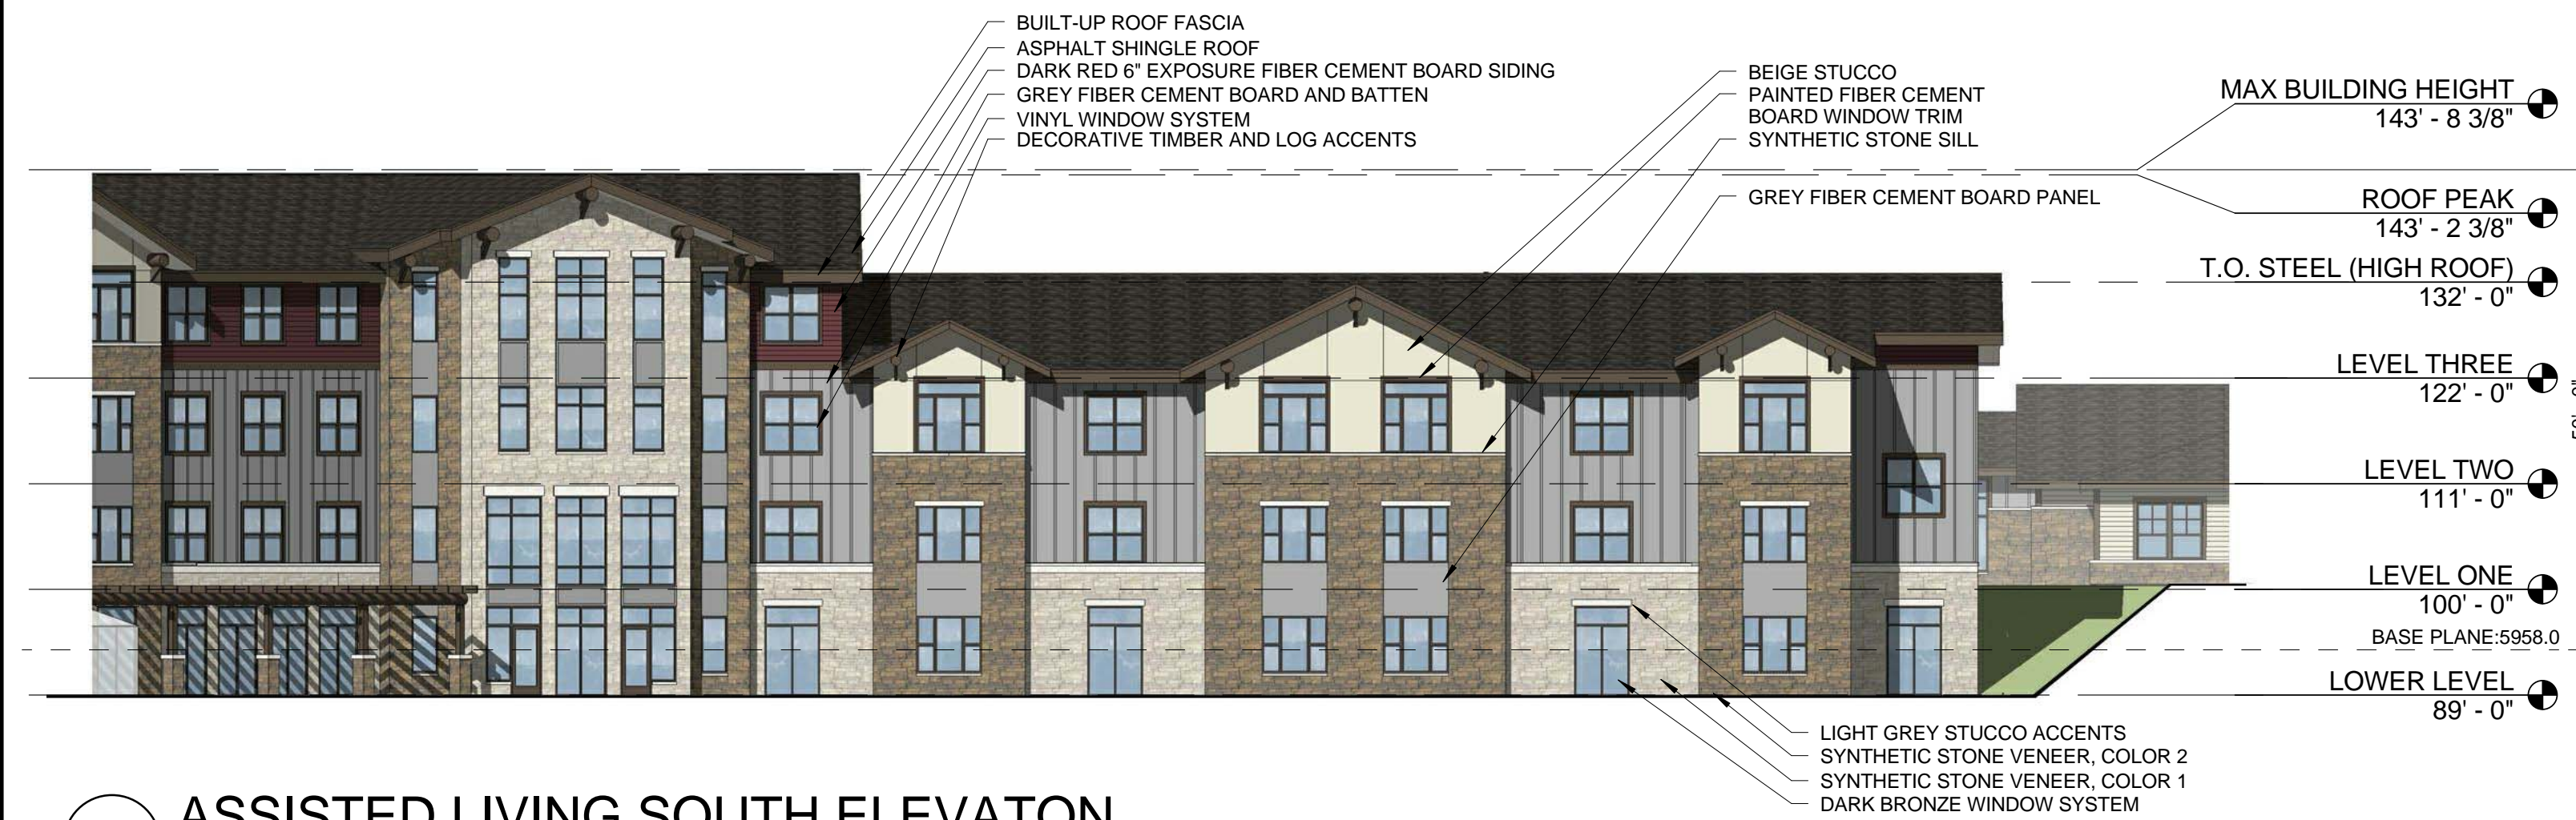 BUILT-UP ROOF FASCIA
ASPHALT SHINGLE ROOF
DARK RED 6" EXPOSURE FIBER CEMENT BOARD SIDING
GREY FIBER CEMENT BOARD AND BATTEN
VINYL WINDOW SYSTEM
DECORATIVE TIMBER AND LOG ACCENTS
BEIGE STUCCO
PAINTED FIBER CEMENT
BOARD WINDOW TRIM
SYNTHETIC STONE SILL
GREY FIBER CEMENT BOARD PANEL
MAX BUILDING HEIGHT
143' - 8 3/8"
ROOF PEAK
143' - 2 3/8"
T.O. STEEL (HIGH ROOF)
132' - 0"
LEVEL THREE
122' - 0"
LEVEL TWO
111' - 0"
LEVEL ONE
100' - 0"
BASE PLANE:5958.0
LOWER LEVEL
89' - 0"
LIGHT GREY STUCCO ACCENTS
SYNTHETIC STONE VENEER, COLOR 2
SYNTHETIC STONE VENEER, COLOR 1
DARK BRONZE WINDOW SYSTEM
ASSISTED LIVING SOUTH ELEVATON